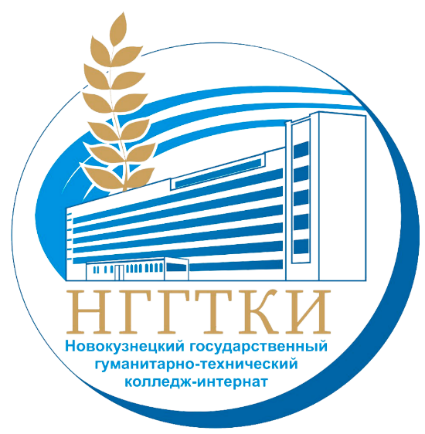 НГГТКИ
Новокузнецкий государственный
гуманитарно-технический
колледж-интернат